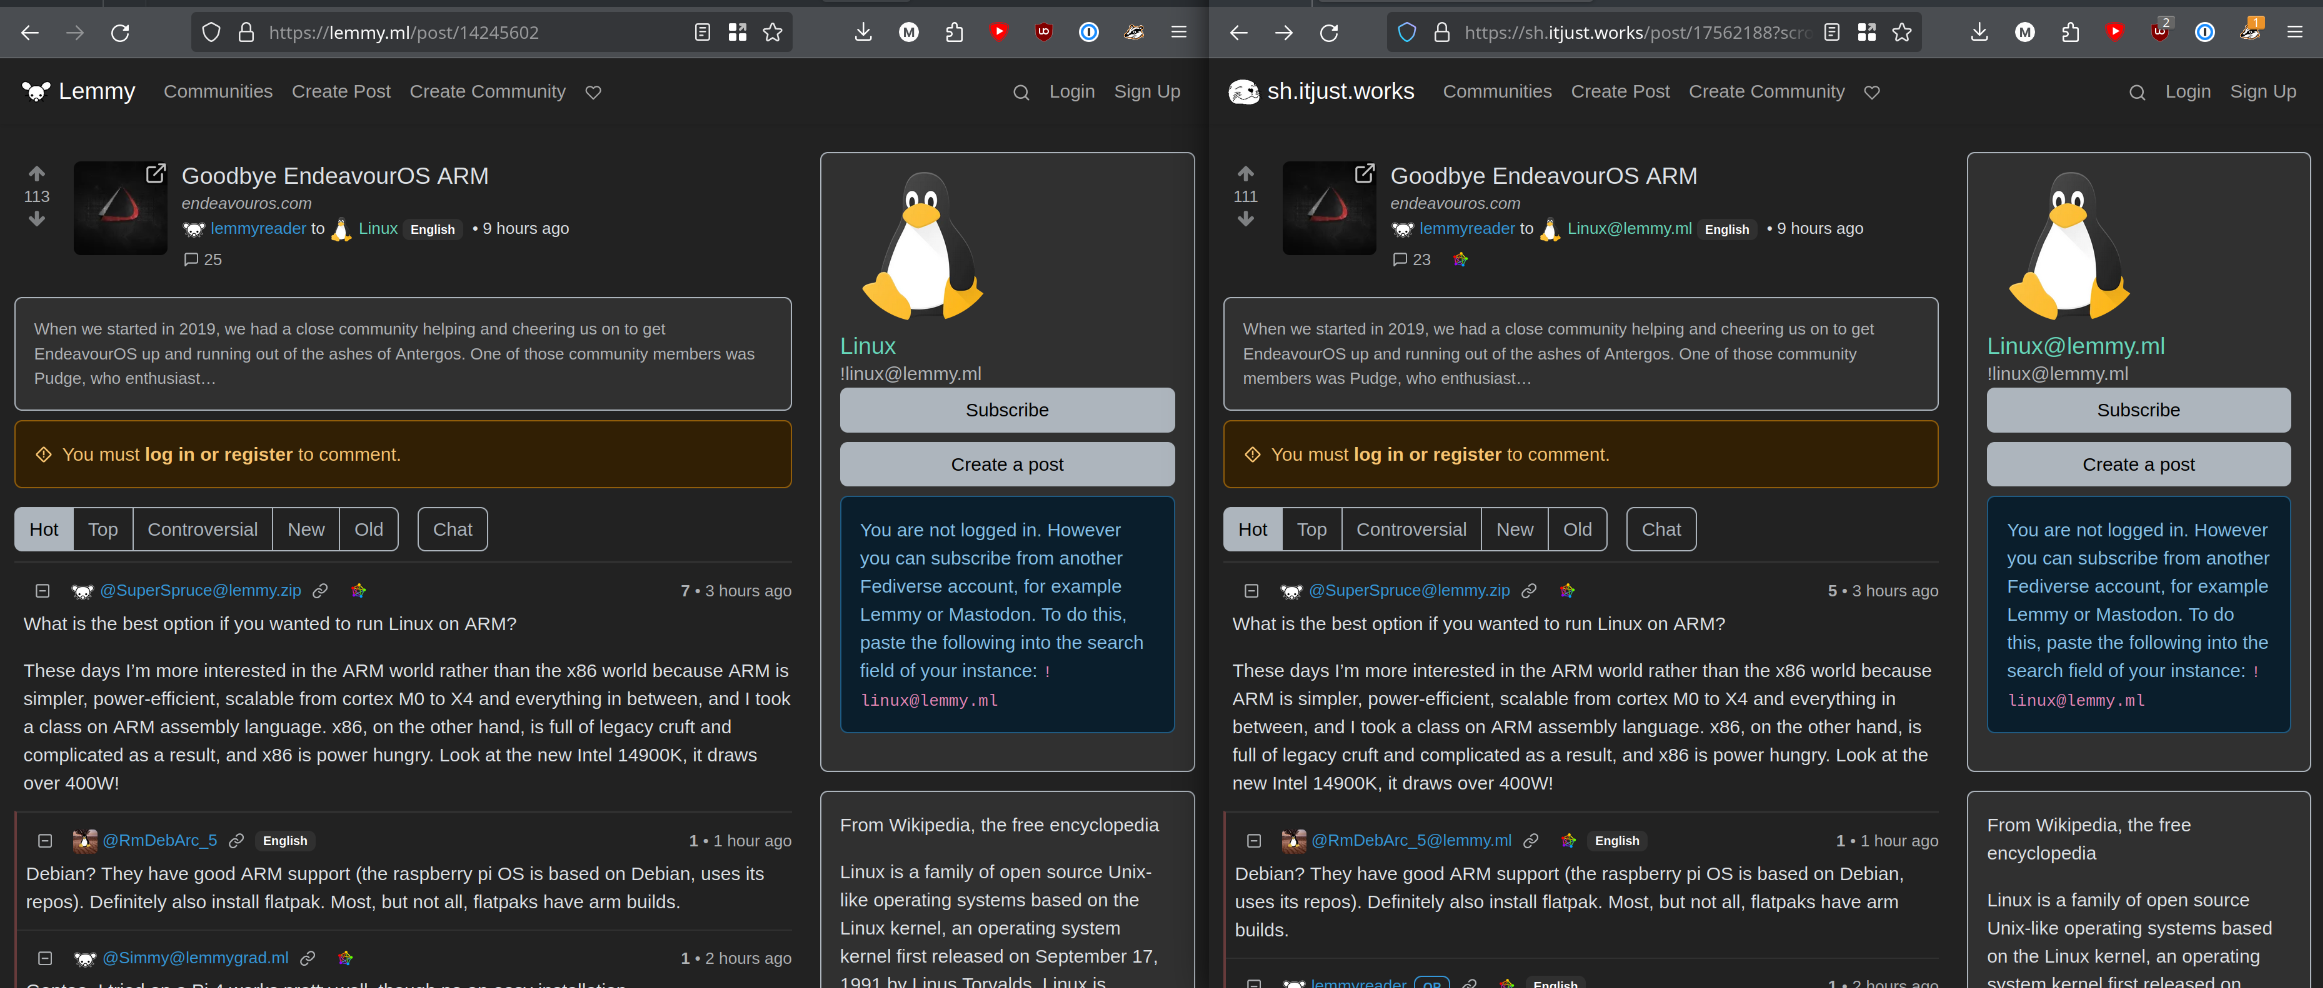 https://lemmy.ml/post/14245602
Lemmy Communities Create Post Create Community Login Sign Up
113
Goodbye EndeavourOS ARM
endeavouros.com
lemmyreader to Linux English • 9 hours ago
25
When we started in 2019, we had a close community helping and cheering us on to get
EndeavourOS up and running out of the ashes of Antergos. One of those community members was
Pudge, who enthusiast…
You must log in or register to comment.
Hot Top Controversial New Old Chat
@SuperSpruce@lemmy.zip 7 • 3 hours ago
What is the best option if you wanted to run Linux on ARM?
These days I’m more interested in the ARM world rather than the x86 world because ARM is
simpler, power-efficient, scalable from cortex M0 to X4 and everything in between, and I took
a class on ARM assembly language. x86, on the other hand, is full of legacy cruft and
complicated as a result, and x86 is power hungry. Look at the new Intel 14900K, it draws
over 400W!
@RmDebArc_5 English 1 • 1 hour ago
Debian? They have good ARM support (the raspberry pi OS is based on Debian, uses its
repos). Definitely also install flatpak. Most, but not all, flatpaks have arm builds.
@Simmy@lemmygrad.ml 1 • 2 hours ago
Linux
!linux@lemmy.ml
Subscribe
Create a post
You are not logged in. However
you can subscribe from another
Fediverse account, for example
Lemmy or Mastodon. To do this,
paste the following into the search
field of your instance: !
linux@lemmy.ml
From Wikipedia, the free encyclopedia
Linux is a family of open source Unix-
like operating systems based on the
Linux kernel, an operating system
kernel first released on September 17,
1991 by Linus Torvalds. Linux is
https://sh.itjust.works/post/17562188?scro
2
1
sh.itjust.works Communities Create Post Create Community Login Sign Up
111
Goodbye EndeavourOS ARM
endeavouros.com
lemmyreader to Linux@lemmy.ml English • 9 hours ago
23
When we started in 2019, we had a close community helping and cheering us on to get
EndeavourOS up and running out of the ashes of Antergos. One of those community
members was Pudge, who enthusiast…
You must log in or register to comment.
Hot Top Controversial New Old Chat
@SuperSpruce@lemmy.zip 5 • 3 hours ago
What is the best option if you wanted to run Linux on ARM?
These days I’m more interested in the ARM world rather than the x86 world because
ARM is simpler, power-efficient, scalable from cortex M0 to X4 and everything in
between, and I took a class on ARM assembly language. x86, on the other hand, is
full of legacy cruft and complicated as a result, and x86 is power hungry. Look at the
new Intel 14900K, it draws over 400W!
@RmDebArc_5@lemmy.ml English 1 • 1 hour ago
Debian? They have good ARM support (the raspberry pi OS is based on Debian,
uses its repos). Definitely also install flatpak. Most, but not all, flatpaks have arm
builds.
lemmyreader OP English 1 • 2 hours ago
Linux@lemmy.ml
!linux@lemmy.ml
Subscribe
Create a post
You are not logged in. However
you can subscribe from another
Fediverse account, for example
Lemmy or Mastodon. To do
this, paste the following into the
search field of your instance: !
linux@lemmy.ml
From Wikipedia, the free
encyclopedia
Linux is a family of open source
Unix-like operating systems based
on the Linux kernel, an operating
system kernel first released on